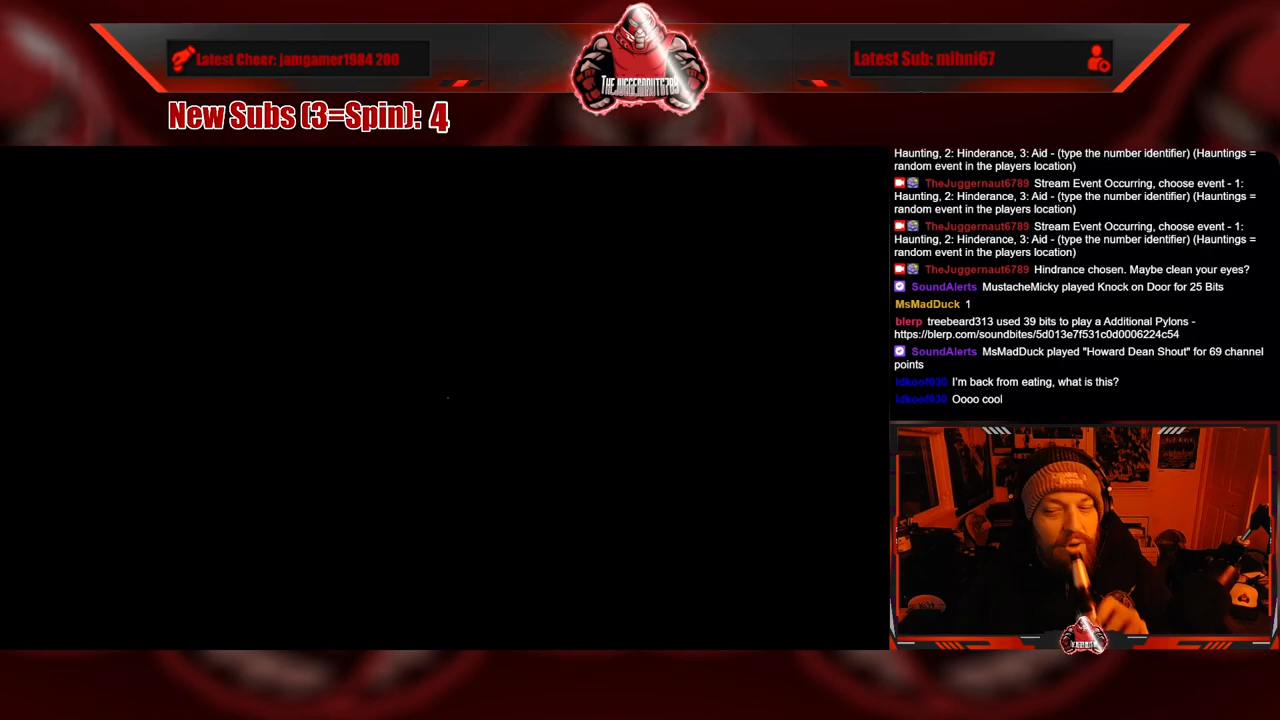 Latest Cheer: jamgamer1984 200
Latest Sub: mihni67
THEJUGGERNAUT6789
New Subs (3=Spin): 4
Haunting, 2: Hinderance, 3: Aid - (type the number identifier) (Hauntings =
random event in the players location)
TheJuggernaut6789 Stream Event Occurring, choose event - 1:
Haunting, 2: Hinderance, 3: Aid - (type the number identifier) (Hauntings =
random event in the players location)
TheJuggernaut6789 Stream Event Occurring, choose event - 1:
Haunting, 2: Hinderance, 3: Aid - (type the number identifier) (Hauntings =
random event in the players location)
TheJuggernaut6789 Hindrance chosen. Maybe clean your eyes?
SoundAlerts MustacheMicky played Knock on Door for 25 Bits
MsMadDuck 1
blerp treebeard313 used 39 bits to play a Additional Pylons -
https://blerp.com/soundbites/5d013e7f531c0d0006224c54
SoundAlerts MsMadDuck played "Howard Dean Shout" for 69 channel
points
Idkoof030 I'm back from eating, what is this?
Idkoof030 Oooo cool